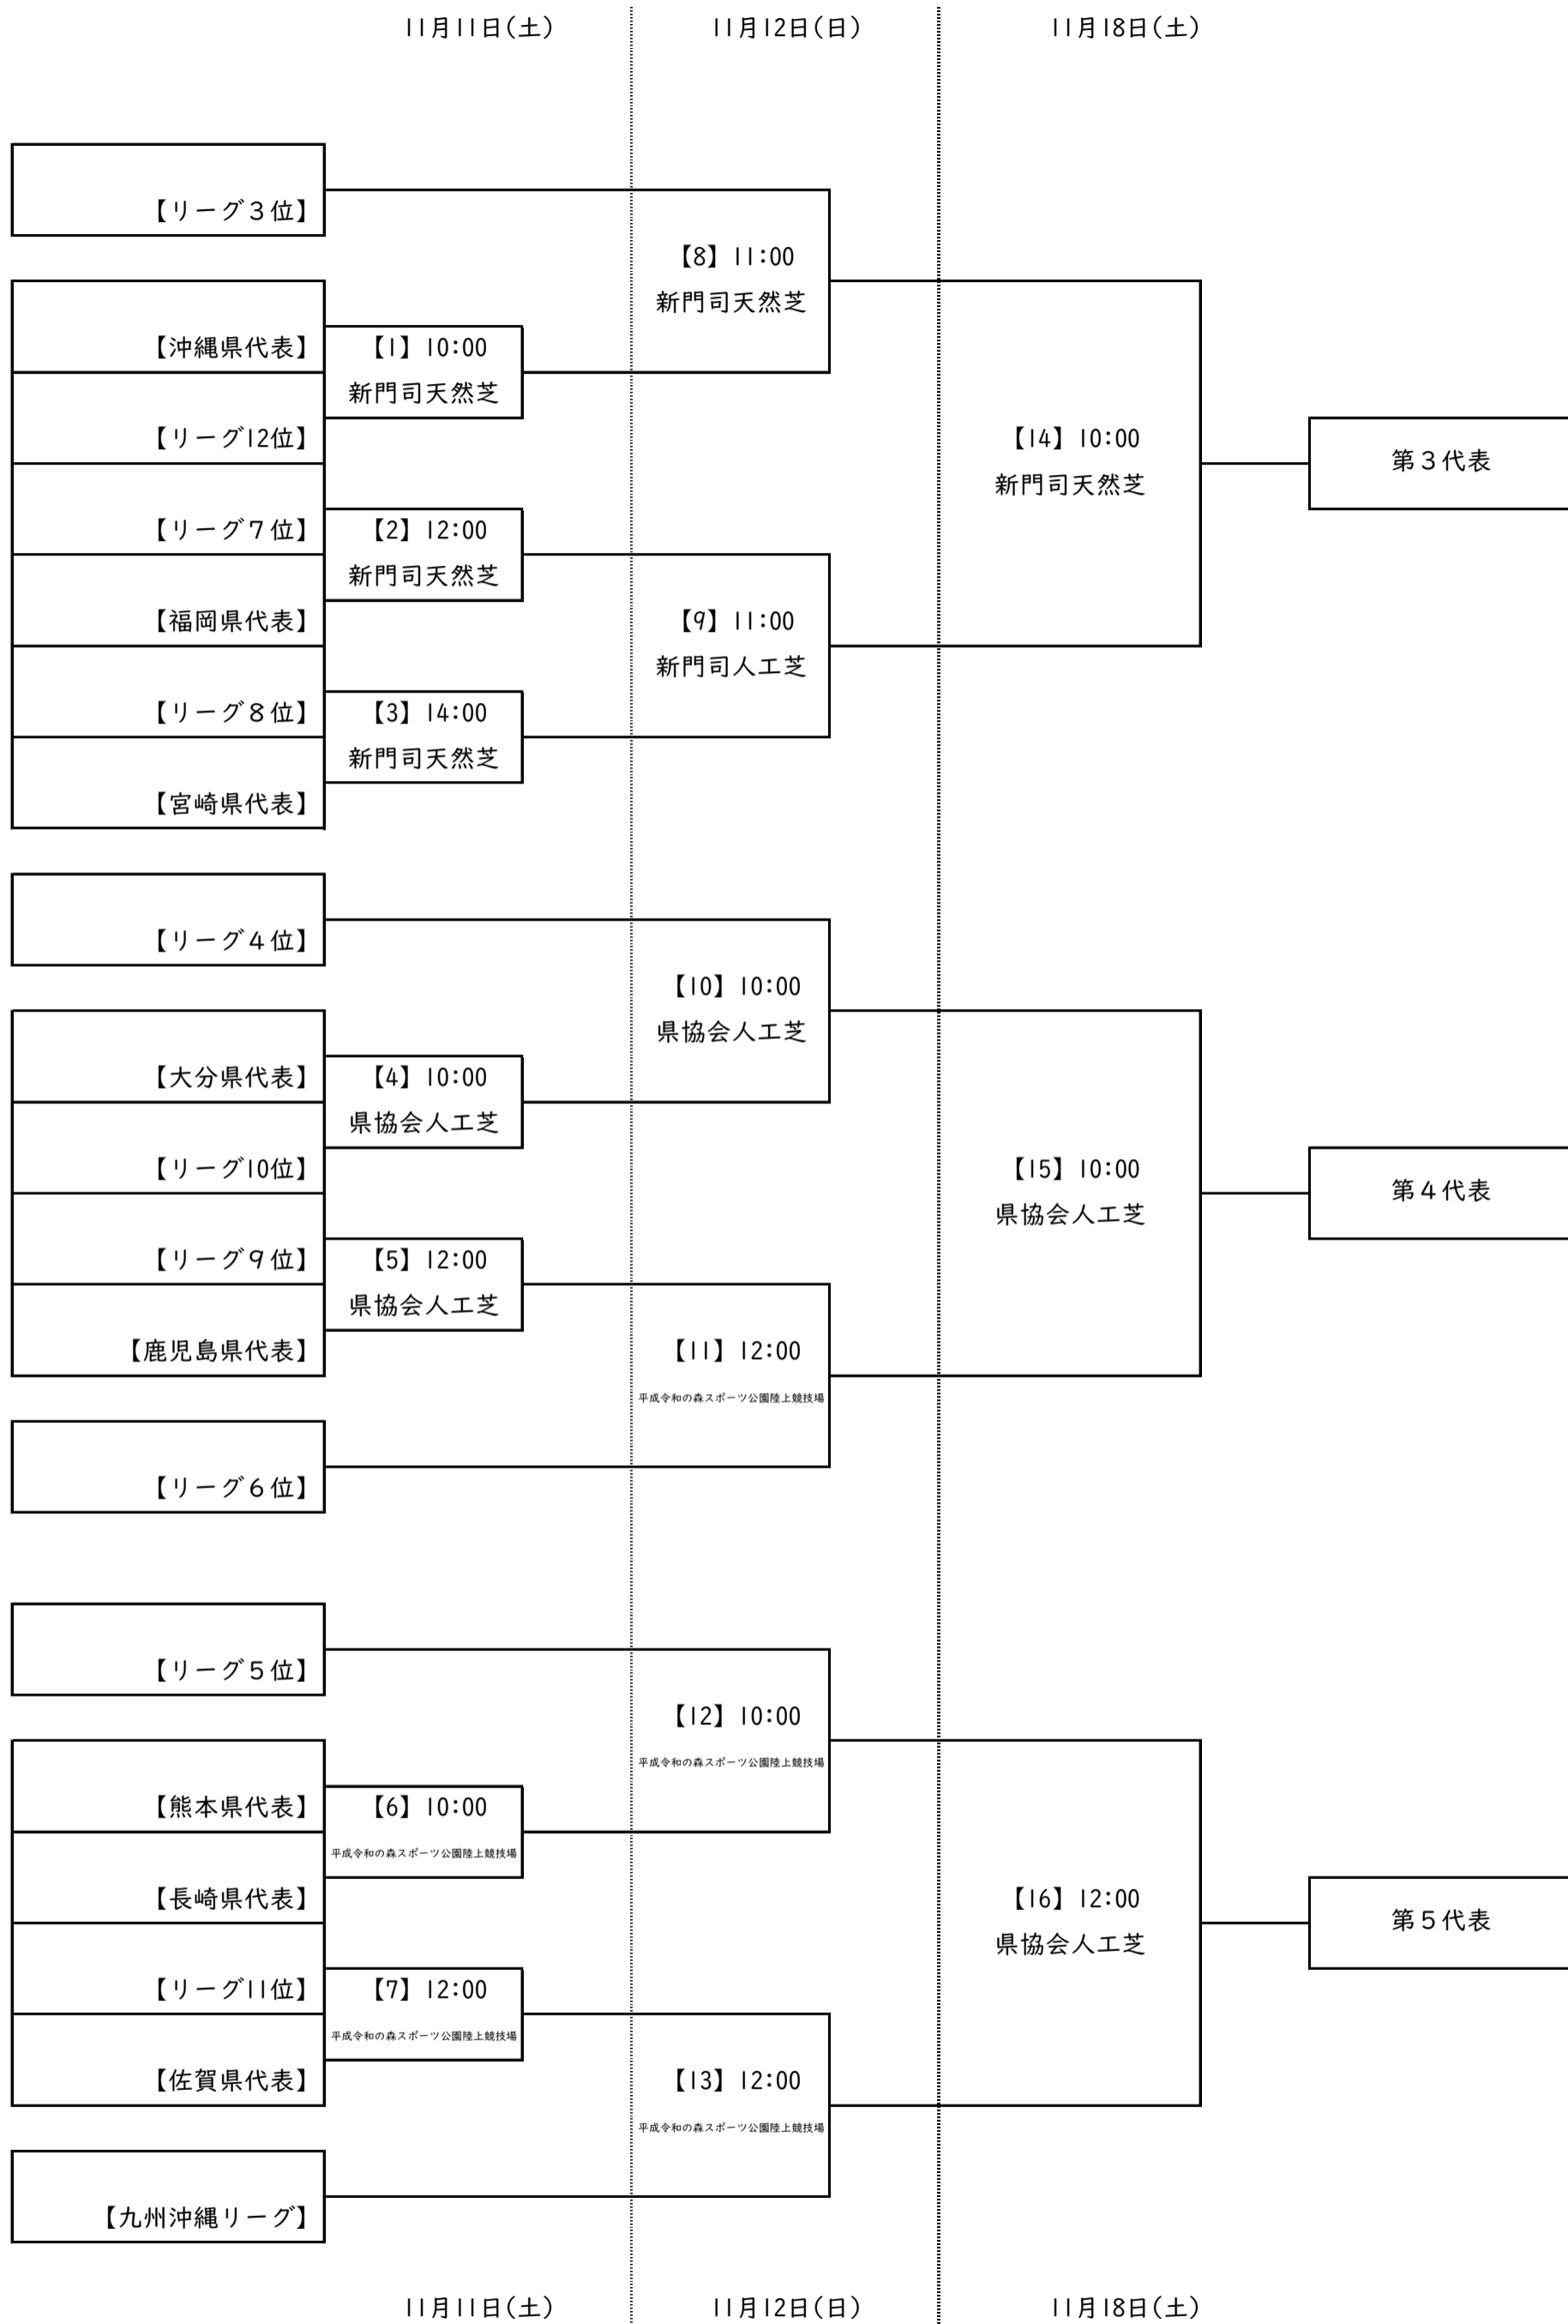 11月11日(土) 11月12日(日) 11月18日(土)
【リーグ３位】
【8】11:00
新門司天然芝
【沖縄県代表】
【1】10:00
新門司天然芝
【リーグ12位】
【14】10:00
新門司天然芝
第３代表
【リーグ７位】
【2】12:00
新門司天然芝
【福岡県代表】
【9】11:00
新門司人工芝
【リーグ８位】
【3】14:00
新門司天然芝
【宮崎県代表】
【リーグ４位】
【10】10:00
県協会人工芝
【大分県代表】
【4】10:00
県協会人工芝
【リーグ10位】
【15】10:00
県協会人工芝
第４代表
【リーグ９位】
【5】12:00
県協会人工芝
【鹿児島県代表】
【11】12:00
平成令和の森スポーツ公園陸上競技場
【リーグ６位】
【リーグ５位】
【12】10:00
平成令和の森スポーツ公園陸上競技場
【熊本県代表】
【6】10:00
平成令和の森スポーツ公園陸上競技場
【長崎県代表】
【16】12:00
県協会人工芝
第５代表
【リーグ11位】
【7】12:00
平成令和の森スポーツ公園陸上競技場
【佐賀県代表】
【13】12:00
平成令和の森スポーツ公園陸上競技場
【九州沖縄リーグ】
11月11日(土) 11月12日(日) 11月18日(土)